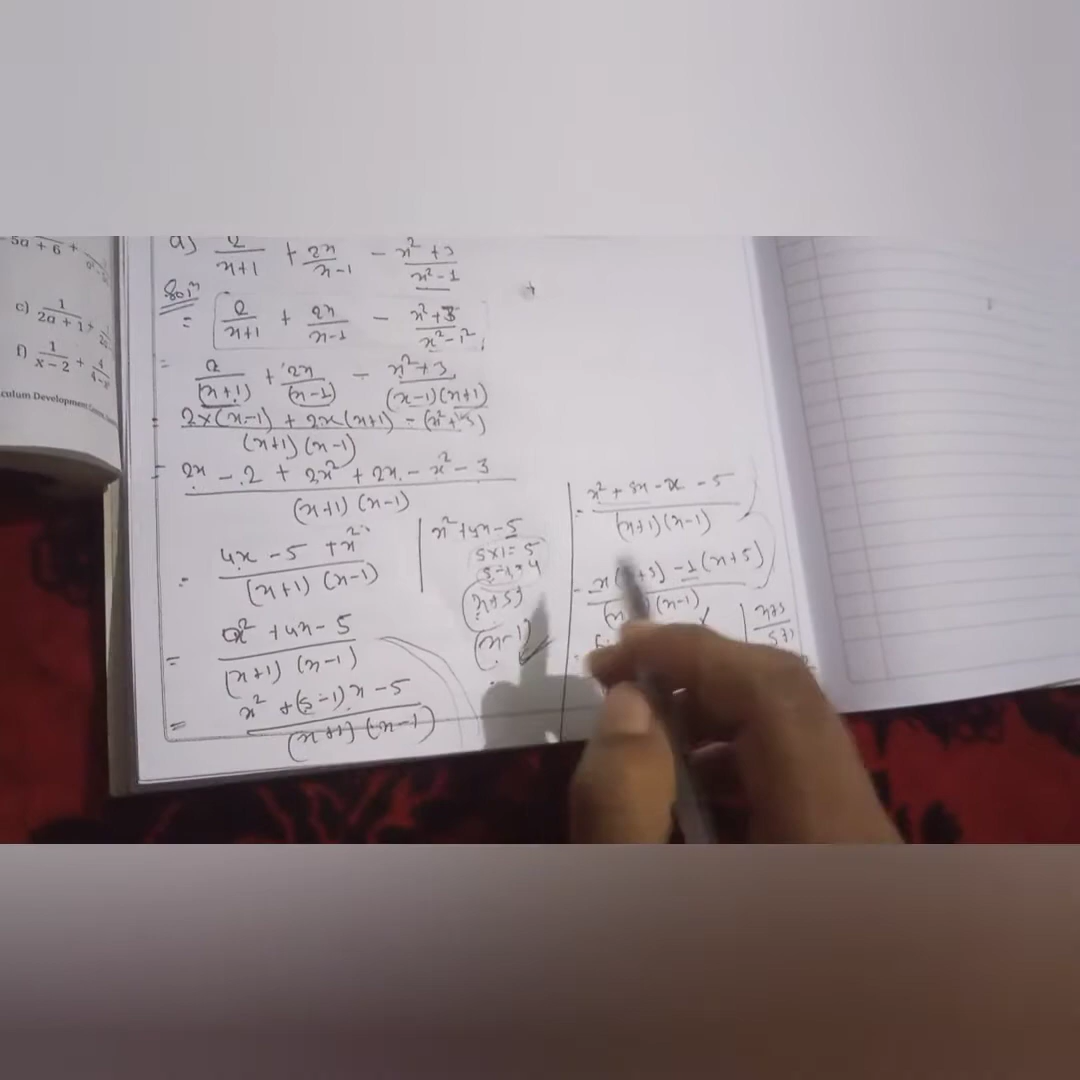 5a + 6 +
c) 1/(2a + 1) +
f) 1/(x − 2) +
culum Development
a) 2/(x+1) + 2x/(x−1) − (x²+3)/(x²−1)
Solⁿ
= 2/(x+1) + 2x/(x−1) − (x²+3)/(x²−1²)
= 2/(x+1) + 2x/(x−1) − (x²+3)/((x−1)(x+1))
= (2×(x−1) + 2x(x+1) − (x²+3))/((x+1)(x−1))
= (2x − 2 + 2x² + 2x − x² − 3)/((x+1)(x−1))
= (4x − 5 + x²)/((x+1)(x−1))
= (x² + 4x − 5)/((x+1)(x−1))
= (x² + (5−1)x − 5)/((x+1)(x−1))
x²+4x−5
5×1=5
5−1=4
(x+5)
(x−1)
= (x² + 5x − x − 5)/((x+1)(x−1))
= (x(x+5) − 1(x+5))/((x+1)(x−1))